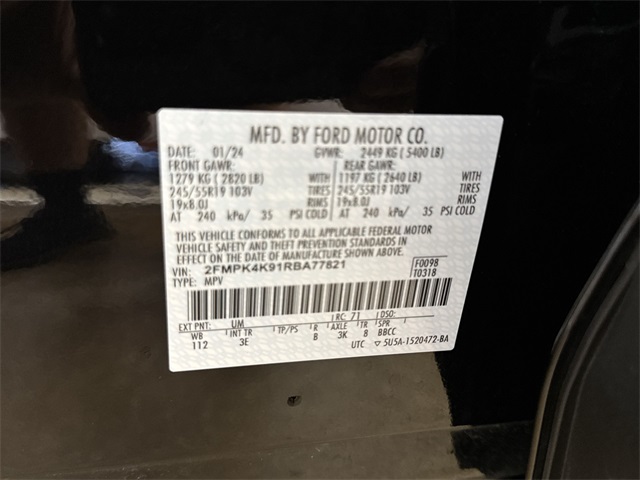 MFD. BY FORD MOTOR CO.
DATE: 01/24 GVWR: 2449 KG ( 5400 LB)
FRONT GAWR: REAR GAWR:
1279 KG ( 2820 LB) WITH 1197 KG ( 2640 LB) WITH
245/55R19 103V TIRES 245/55R19 103V TIRES
19x8.0J RIMS 19x8.0J RIMS
AT 240 kPa/ 35 PSI COLD AT 240 kPa/ 35 PSI COLD
THIS VEHICLE CONFORMS TO ALL APPLICABLE FEDERAL MOTOR
VEHICLE SAFETY AND THEFT PREVENTION STANDARDS IN
EFFECT ON THE DATE OF MANUFACTURE SHOWN ABOVE.
VIN: 2FMPK4K91RBA77821 F0098
TYPE: MPV T0318
EXT PNT: UM RC: 71 DSO:
WB INT TR TP/PS R AXLE TR SPR
112 3E B 3K 8 BBCC
UTC ▽ 5U5A-1520472-BA